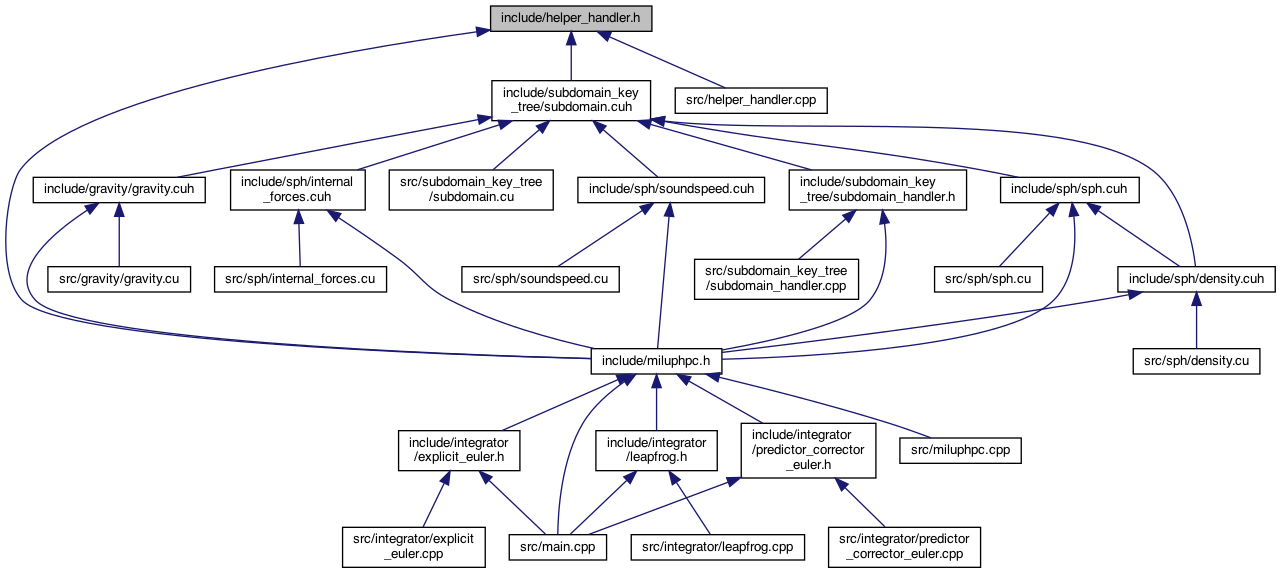 include/helper_handler.h
include/subdomain_key
_tree/subdomain.cuh
src/helper_handler.cpp
include/gravity/gravity.cuh
include/sph/internal
_forces.cuh
src/subdomain_key_tree
/subdomain.cu
include/sph/soundspeed.cuh
include/subdomain_key
_tree/subdomain_handler.h
include/sph/sph.cuh
src/gravity/gravity.cu
src/sph/internal_forces.cu
src/sph/soundspeed.cu
src/subdomain_key_tree
/subdomain_handler.cpp
src/sph/sph.cu
include/sph/density.cuh
include/miluphpc.h
src/sph/density.cu
include/integrator
/explicit_euler.h
include/integrator
/leapfrog.h
include/integrator
/predictor_corrector
_euler.h
src/miluphpc.cpp
src/integrator/explicit
_euler.cpp
src/main.cpp
src/integrator/leapfrog.cpp
src/integrator/predictor
_corrector_euler.cpp